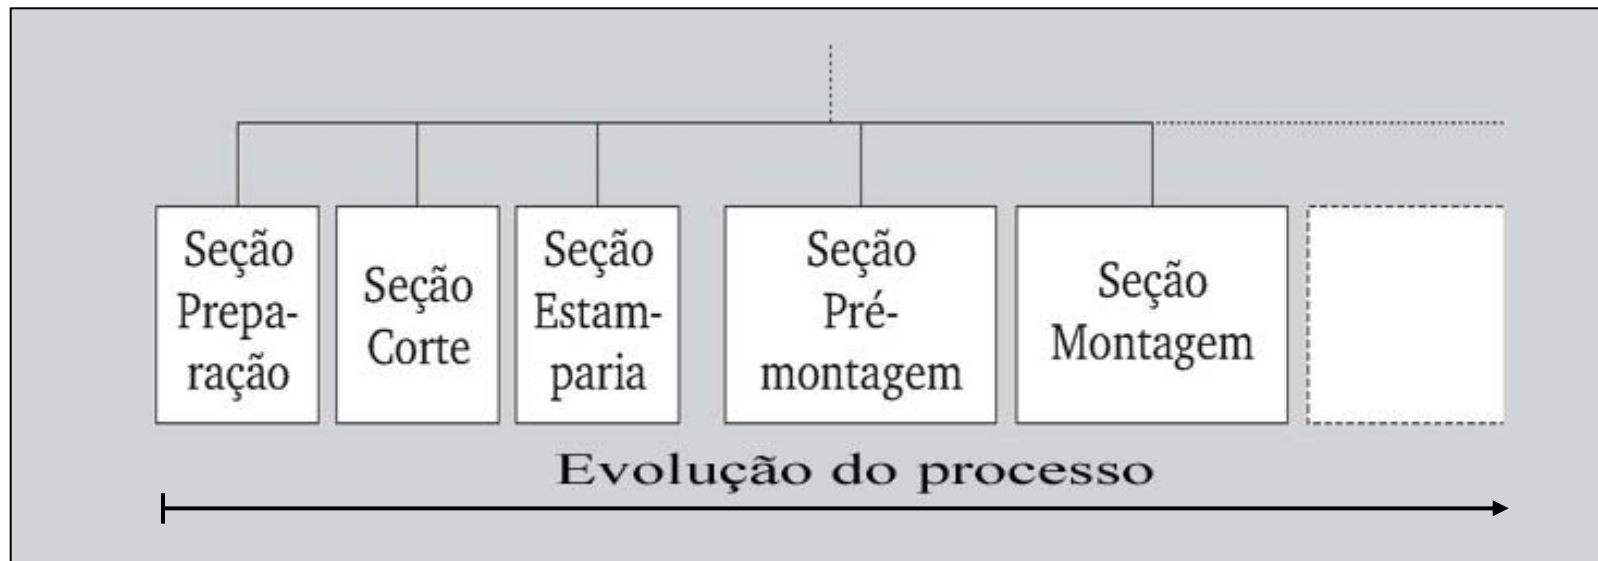 Seção
Prepa-
ração
Seção
Corte
Seção
Estam-
paria
Seção
Pré-
montagem
Seção
Montagem
Evolução do processo